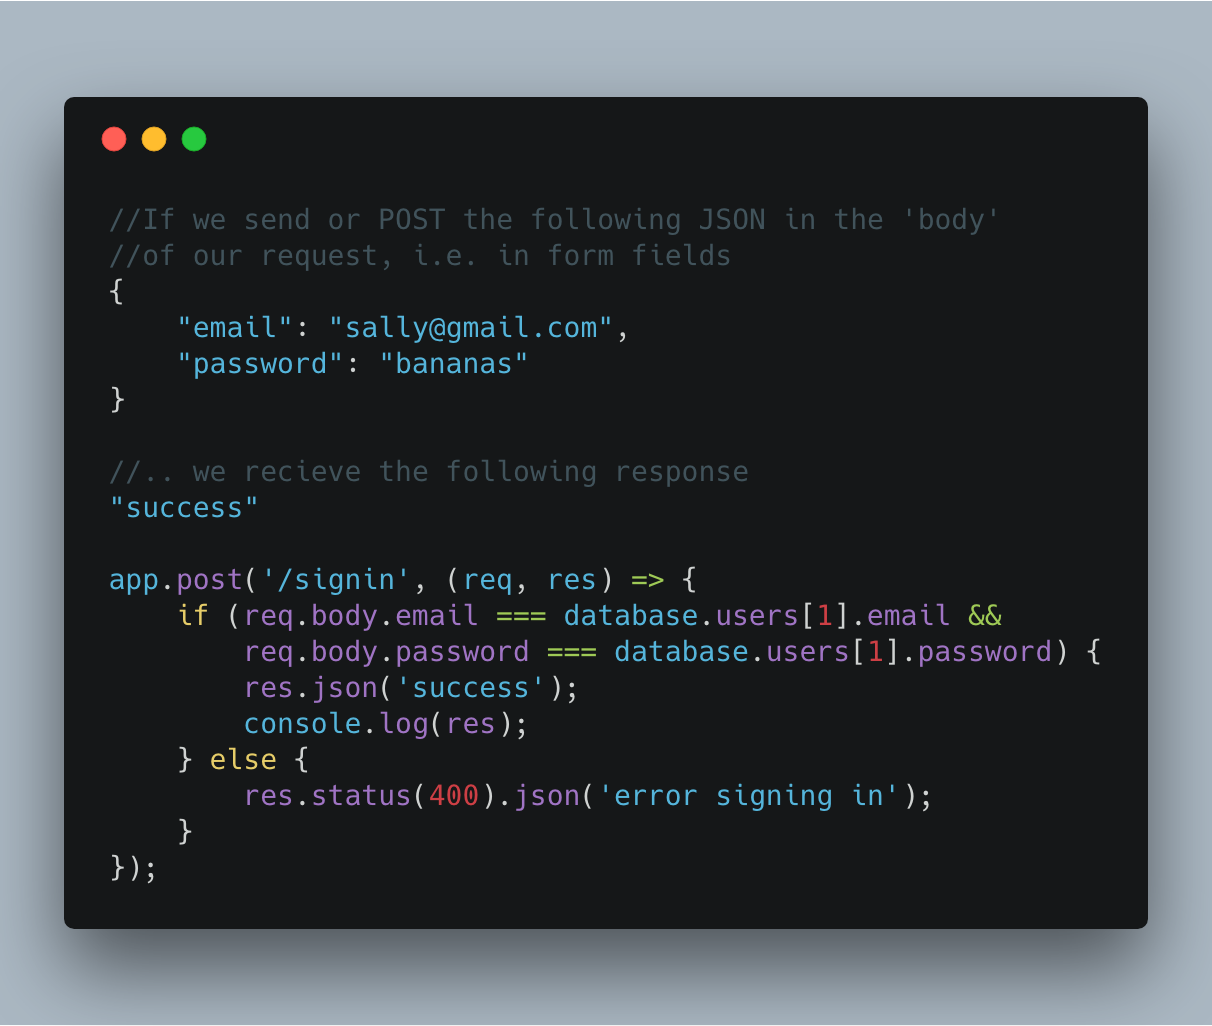 //If we send or POST the following JSON in the 'body'
//of our request, i.e. in form fields
{
    "email": "sally@gmail.com",
    "password": "bananas"
}

//.. we recieve the following response
"success"

app.post('/signin', (req, res) => {
    if (req.body.email === database.users[1].email &&
        req.body.password === database.users[1].password) {
        res.json('success');
        console.log(res);
    } else {
        res.status(400).json('error signing in');
    }
});